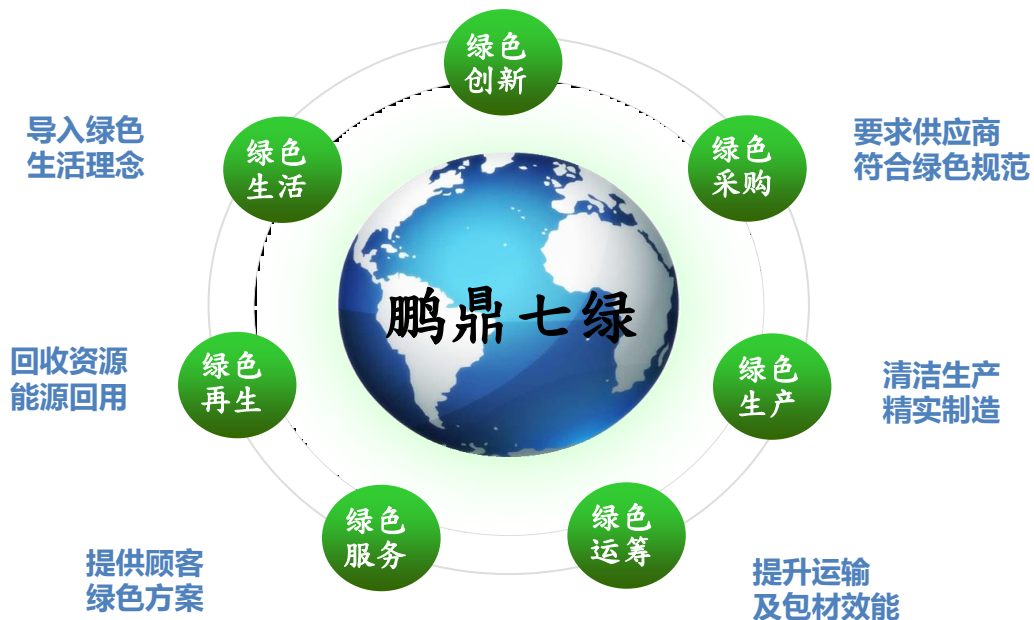 绿色
创新
导入绿色
生活理念
绿色
生活
绿色
采购
要求供应商
符合绿色规范
鹏鼎七绿
回收资源
能源回用
绿色
再生
绿色
生产
清洁生产
精实制造
提供顾客
绿色方案
绿色
服务
绿色
运筹
提升运输
及包材效能